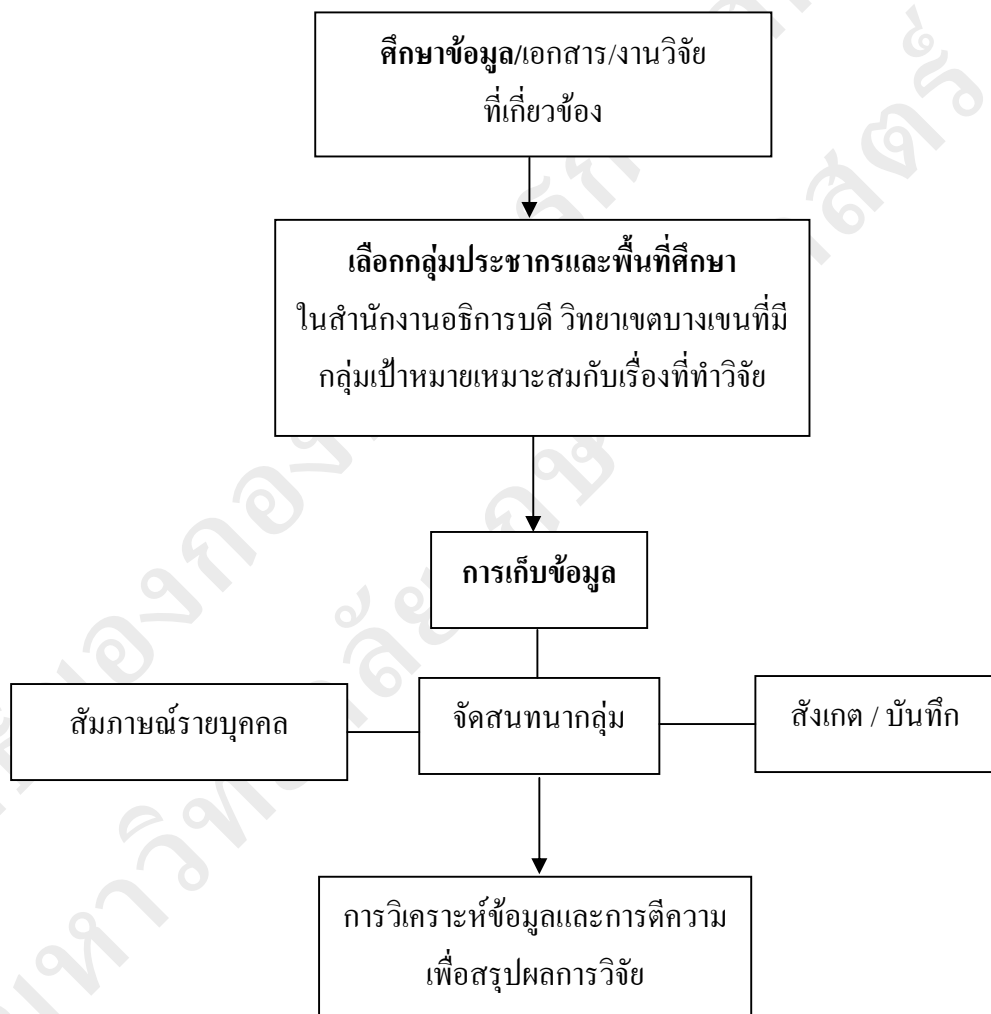 ศึกษาข้อมูล/เอกสาร/งานวิจัย
ที่เกี่ยวข้อง
เลือกกลุ่มประชากรและพื้นที่ศึกษา
ในสำนักงานอธิการบดี วิทยาเขตบางเขนที่มี
กลุ่มเป้าหมายเหมาะสมกับเรื่องที่ทำวิจัย
การเก็บข้อมูล
สัมภาษณ์รายบุคคล
จัดสนทนากลุ่ม
สังเกต / บันทึก
การวิเคราะห์ข้อมูลและการตีความ
เพื่อสรุปผลการวิจัย